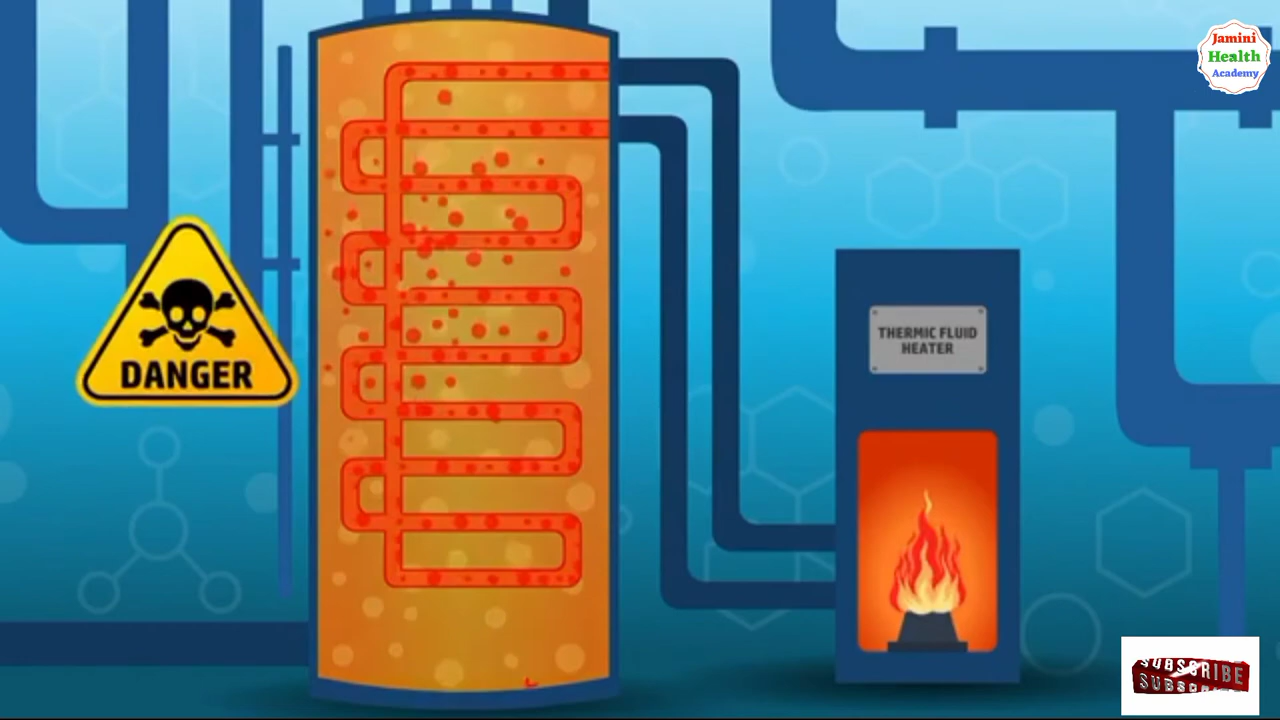 Jamini
Health
Academy
DANGER
THERMIC FLUID
HEATER
SUBSCRIBE